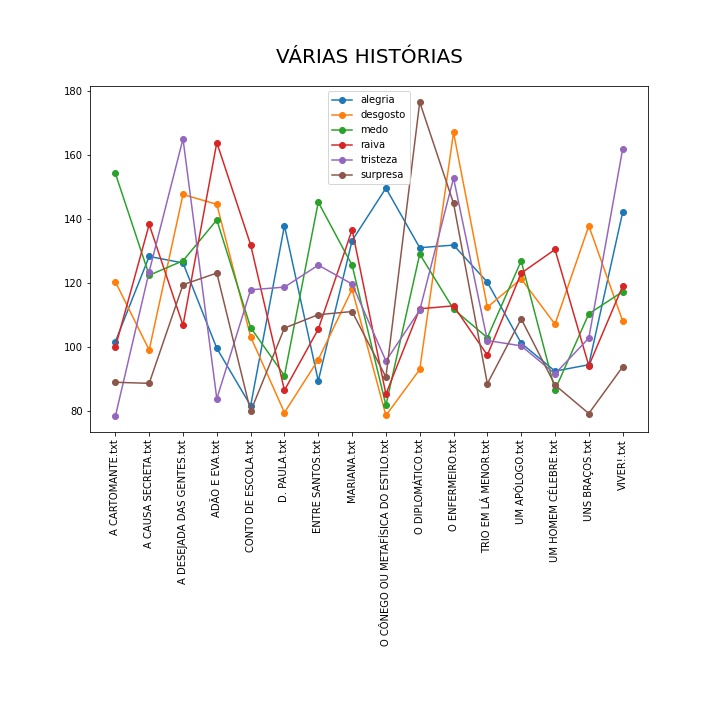 VÁRIAS HISTÓRIAS
180
160
140
120
100
80
alegria
desgosto
medo
raiva
tristeza
surpresa
A CARTOMANTE.txt
A CAUSA SECRETA.txt
A DESEJADA DAS GENTES.txt
ADÃO E EVA.txt
CONTO DE ESCOLA.txt
D. PAULA.txt
ENTRE SANTOS.txt
MARIANA.txt
O CÔNEGO OU METAFÍSICA DO ESTILO.txt
O DIPLOMÁTICO.txt
O ENFERMEIRO.txt
TRIO EM LÁ MENOR.txt
UM APÓLOGO.txt
UM HOMEM CÉLEBRE.txt
UNS BRAÇOS.txt
VIVER!.txt